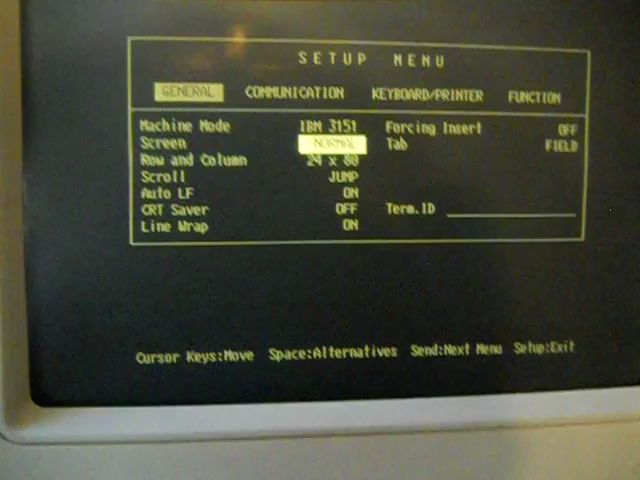 SETUP MENU
GENERAL COMMUNICATION KEYBOARD/PRINTER FUNCTION
Machine Mode IBM 3151 Forcing Insert OFF
Screen NORMAL Tab FIELD
Row and Column 24 x 80
Scroll JUMP
Auto LF ON
CRT Saver OFF Term.ID
Line Wrap ON
Cursor Keys:Move Space:Alternatives Send:Next Menu Setup:Exit